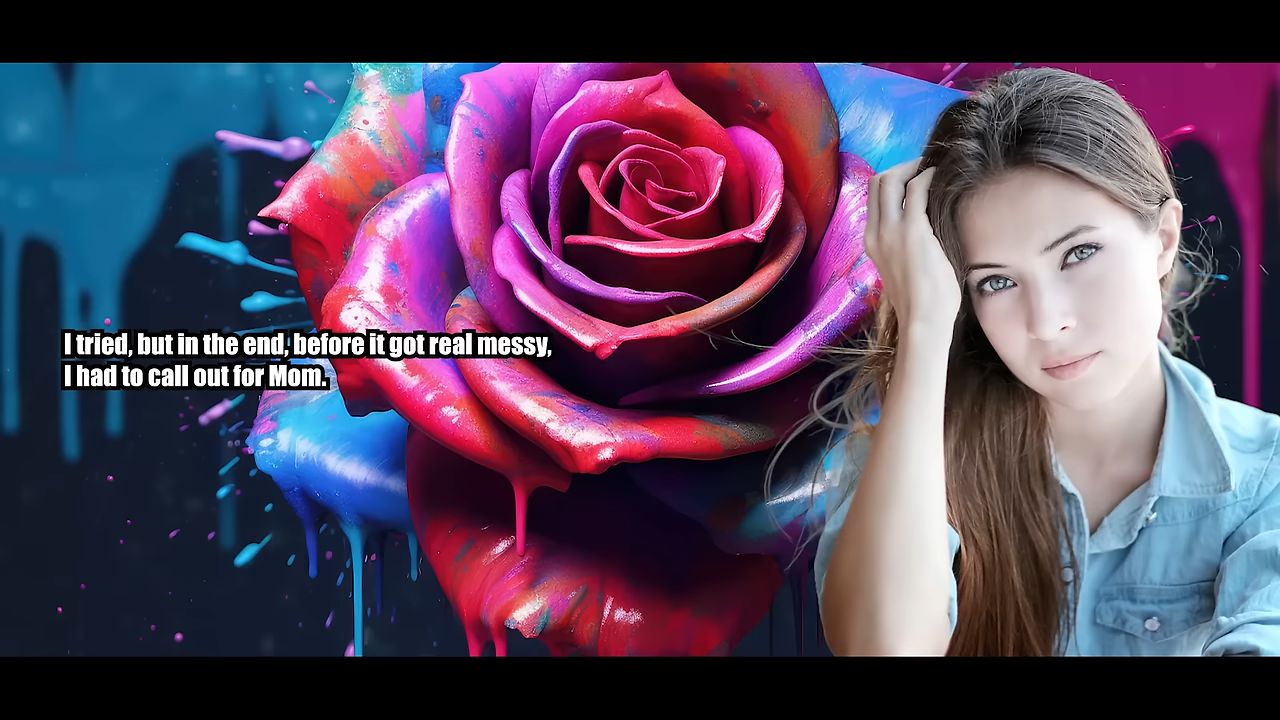 I tried, but in the end, before it got real messy,
I had to call out for Mom.